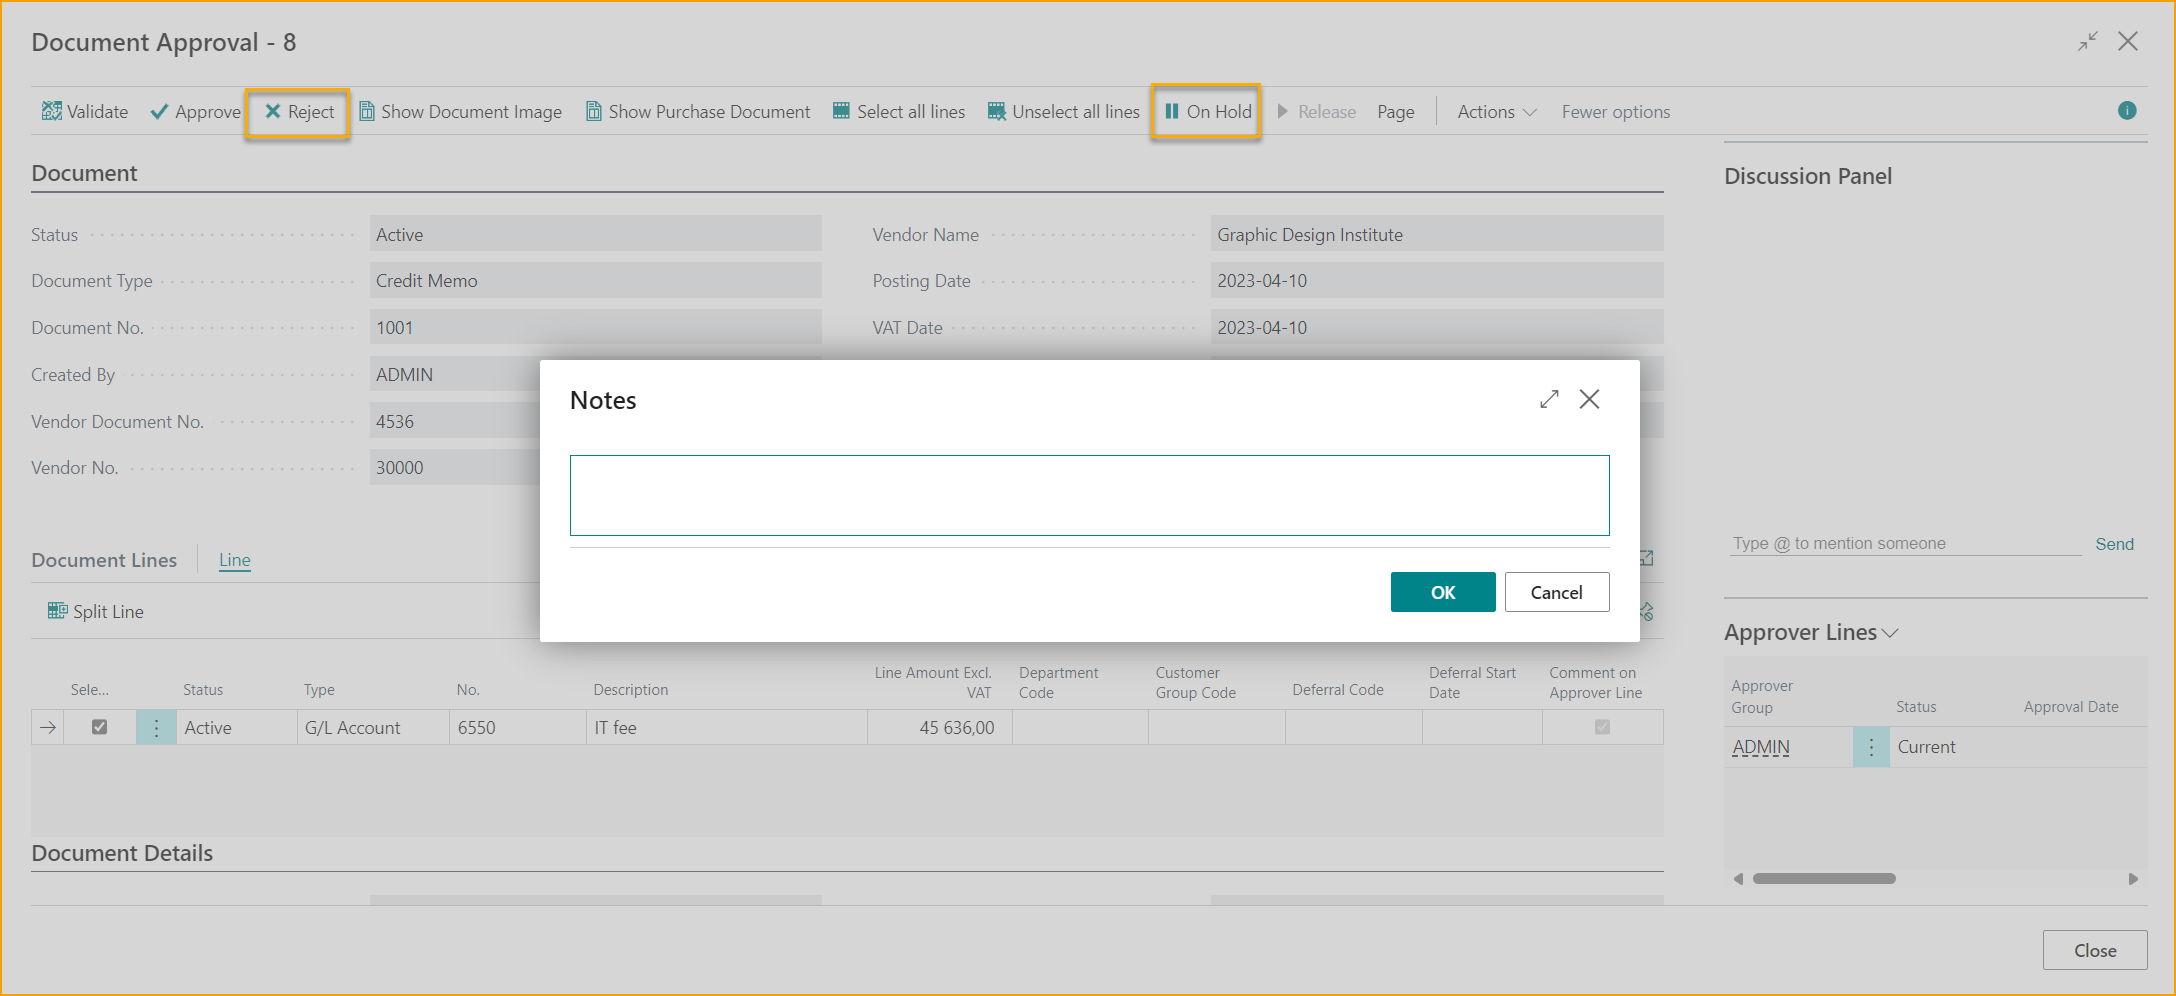 Document Approval - 8
Validate Approve Reject Show Document Image Show Purchase Document Select all lines Unselect all lines On Hold Release Page Actions Fewer options
Document
Status Active
Vendor Name Graphic Design Institute
Document Type Credit Memo
Posting Date 2023-04-10
Document No. 1001
VAT Date 2023-04-10
Created By ADMIN
Vendor Document No. 4536
Vendor No. 30000
Notes
OK Cancel
Document Lines Line
Split Line
Sele... Status Type No. Description Line Amount Excl. VAT Department Code Customer Group Code Deferral Code Deferral Start Date Comment on Approver Line
Active G/L Account 6550 IT fee 45 636,00
Document Details
Discussion Panel
Type @ to mention someone Send
Approver Lines
Approver Group Status Approval Date
ADMIN Current
Close